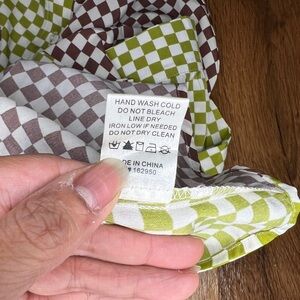 HAND WASH COLD
DO NOT BLEACH
LINE DRY
IRON LOW IF NEEDED
DO NOT DRY CLEAN
IN CHINA
162950